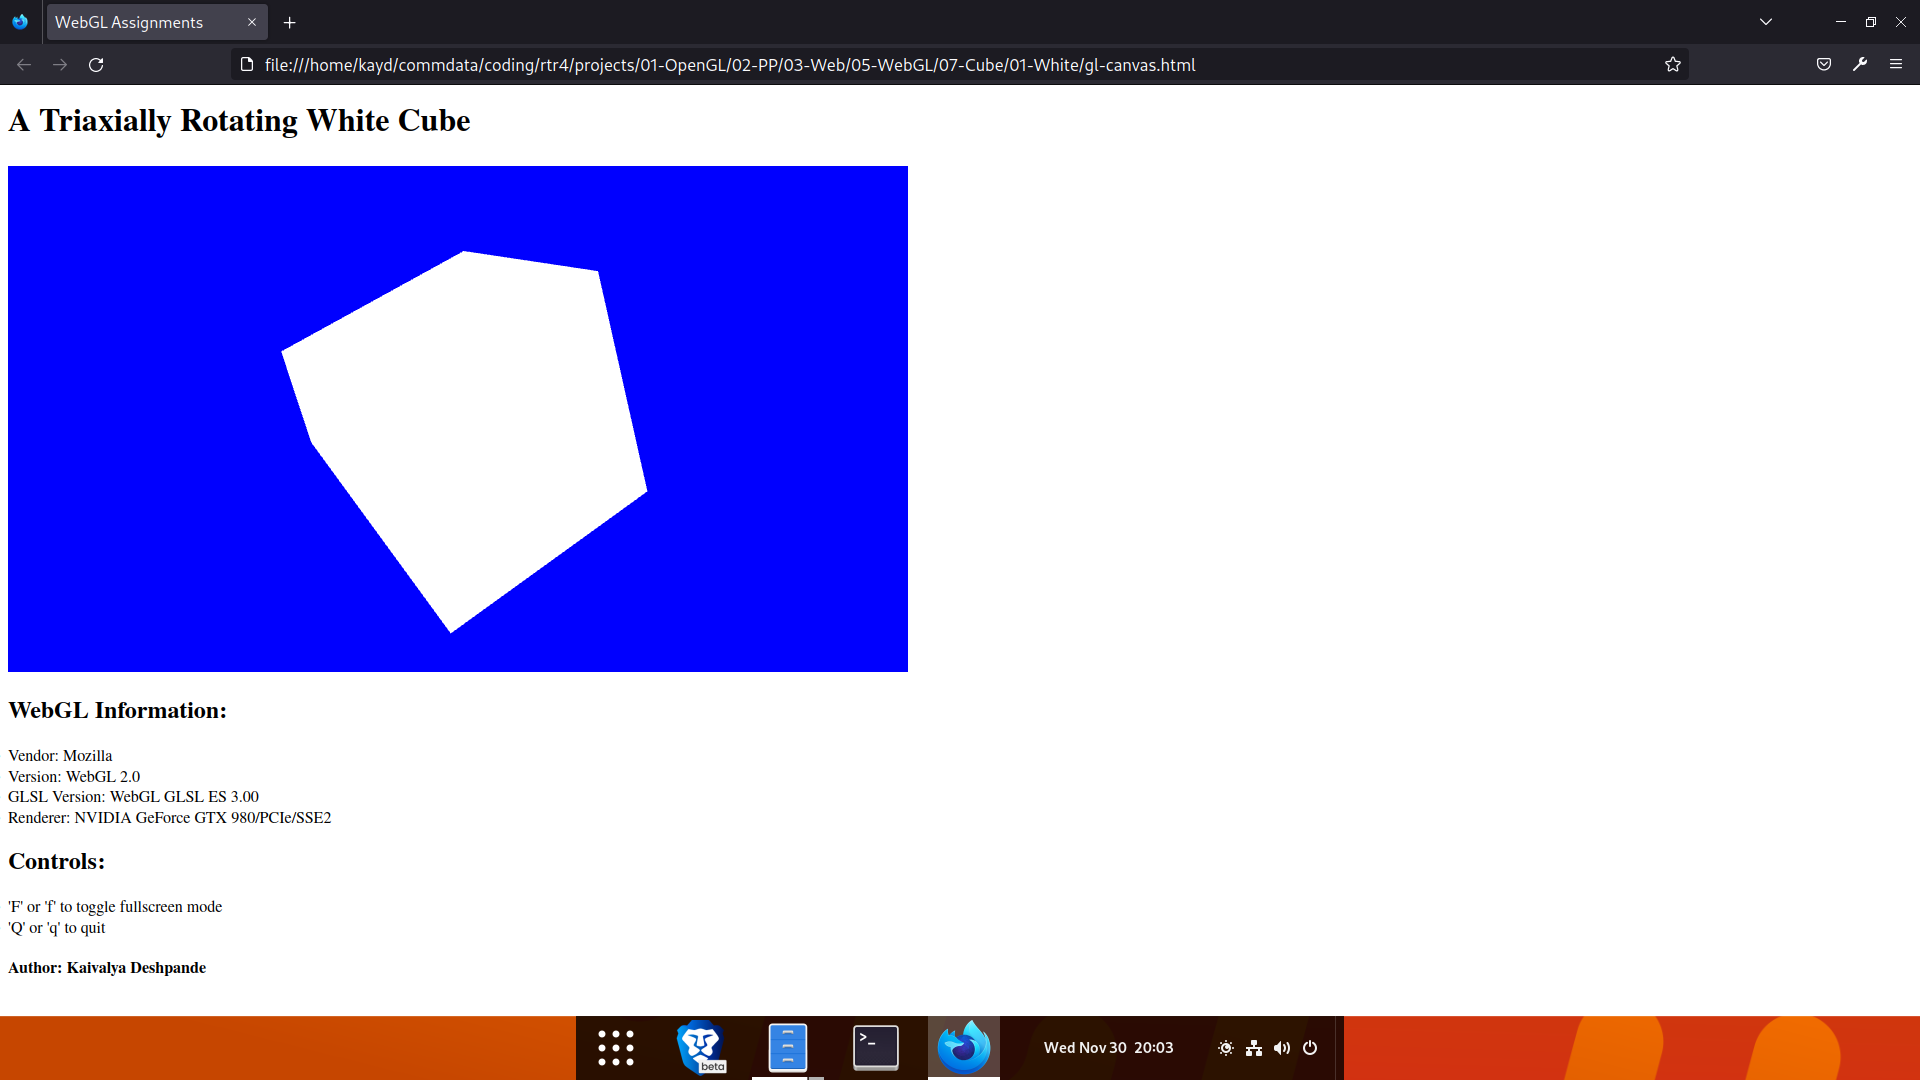 WebGL Assignments
file:///home/kayd/commdata/coding/rtr4/projects/01-OpenGL/02-PP/03-Web/05-WebGL/07-Cube/01-White/gl-canvas.html
A Triaxially Rotating White Cube
WebGL Information:
Vendor: Mozilla
Version: WebGL 2.0
GLSL Version: WebGL GLSL ES 3.00
Renderer: NVIDIA GeForce GTX 980/PCIe/SSE2
Controls:
'F' or 'f' to toggle fullscreen mode
'Q' or 'q' to quit
Author: Kaivalya Deshpande
>_
beta
Wed Nov 30 20:03